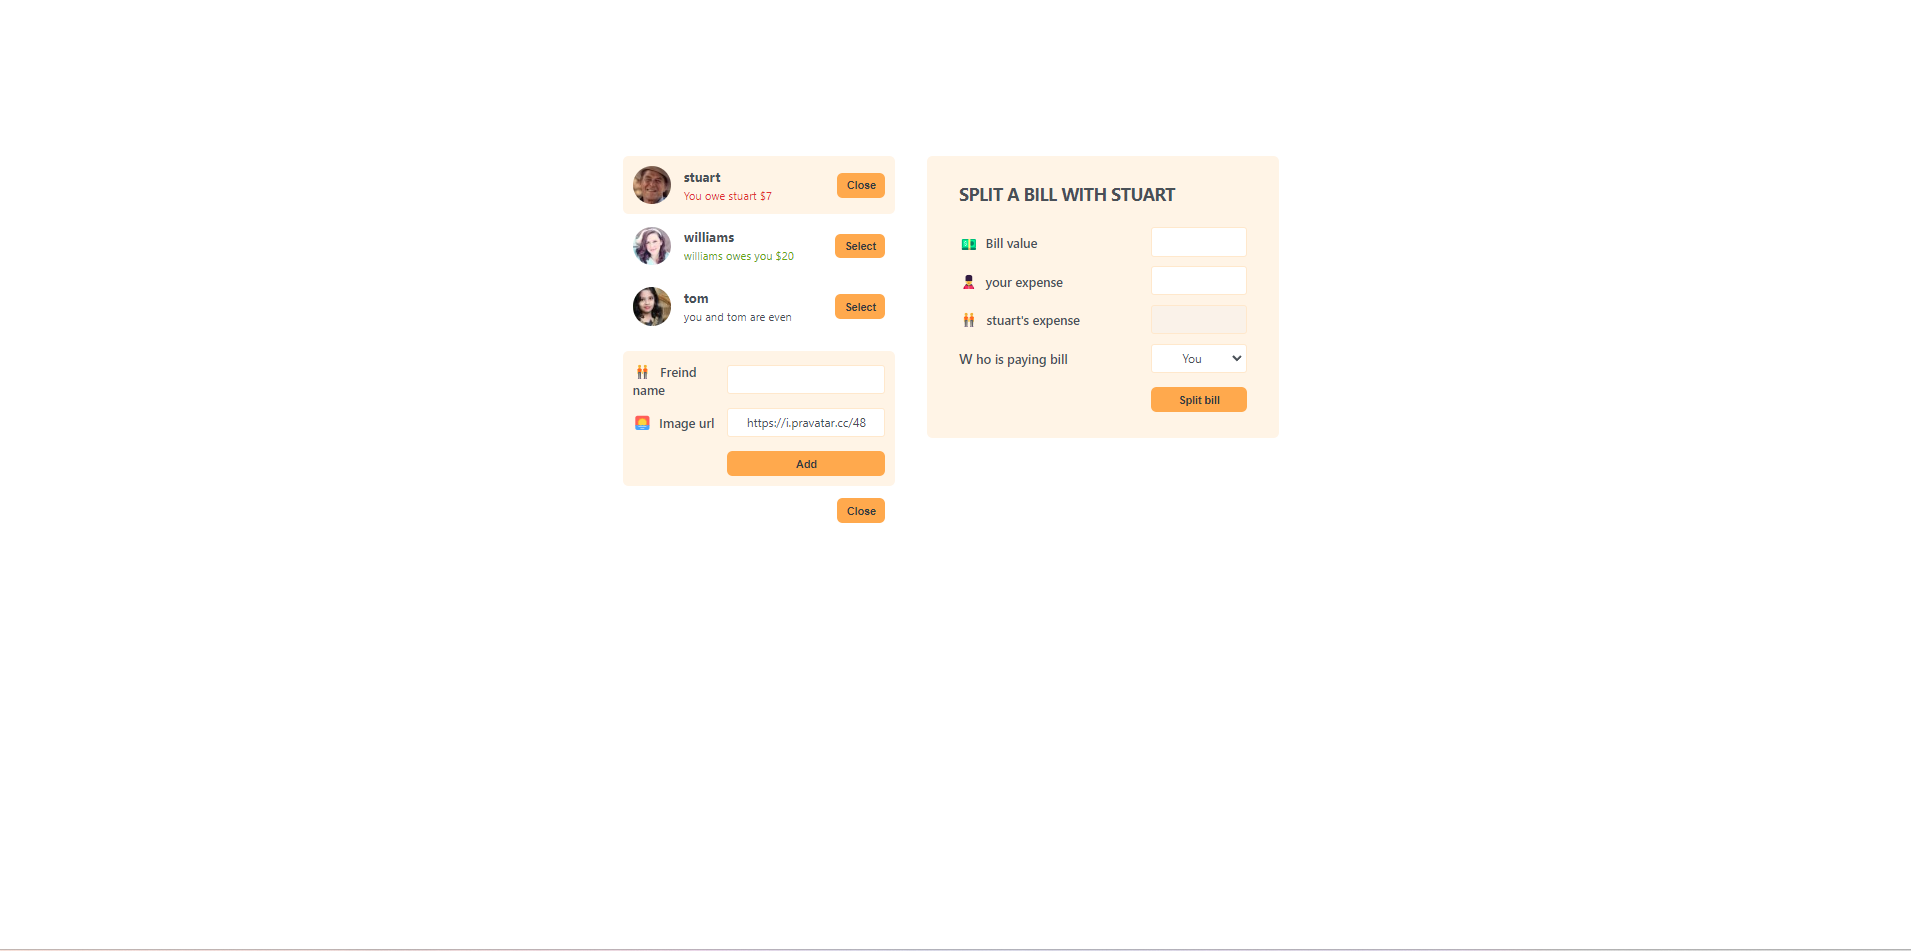 stuart
You owe stuart $7
Close
williams
williams owes you $20
Select
tom
you and tom are even
Select
Freind
name
Image url
https://i.pravatar.cc/48
Add
Close
SPLIT A BILL WITH STUART
Bill value
your expense
stuart's expense
W ho is paying bill
You
Split bill